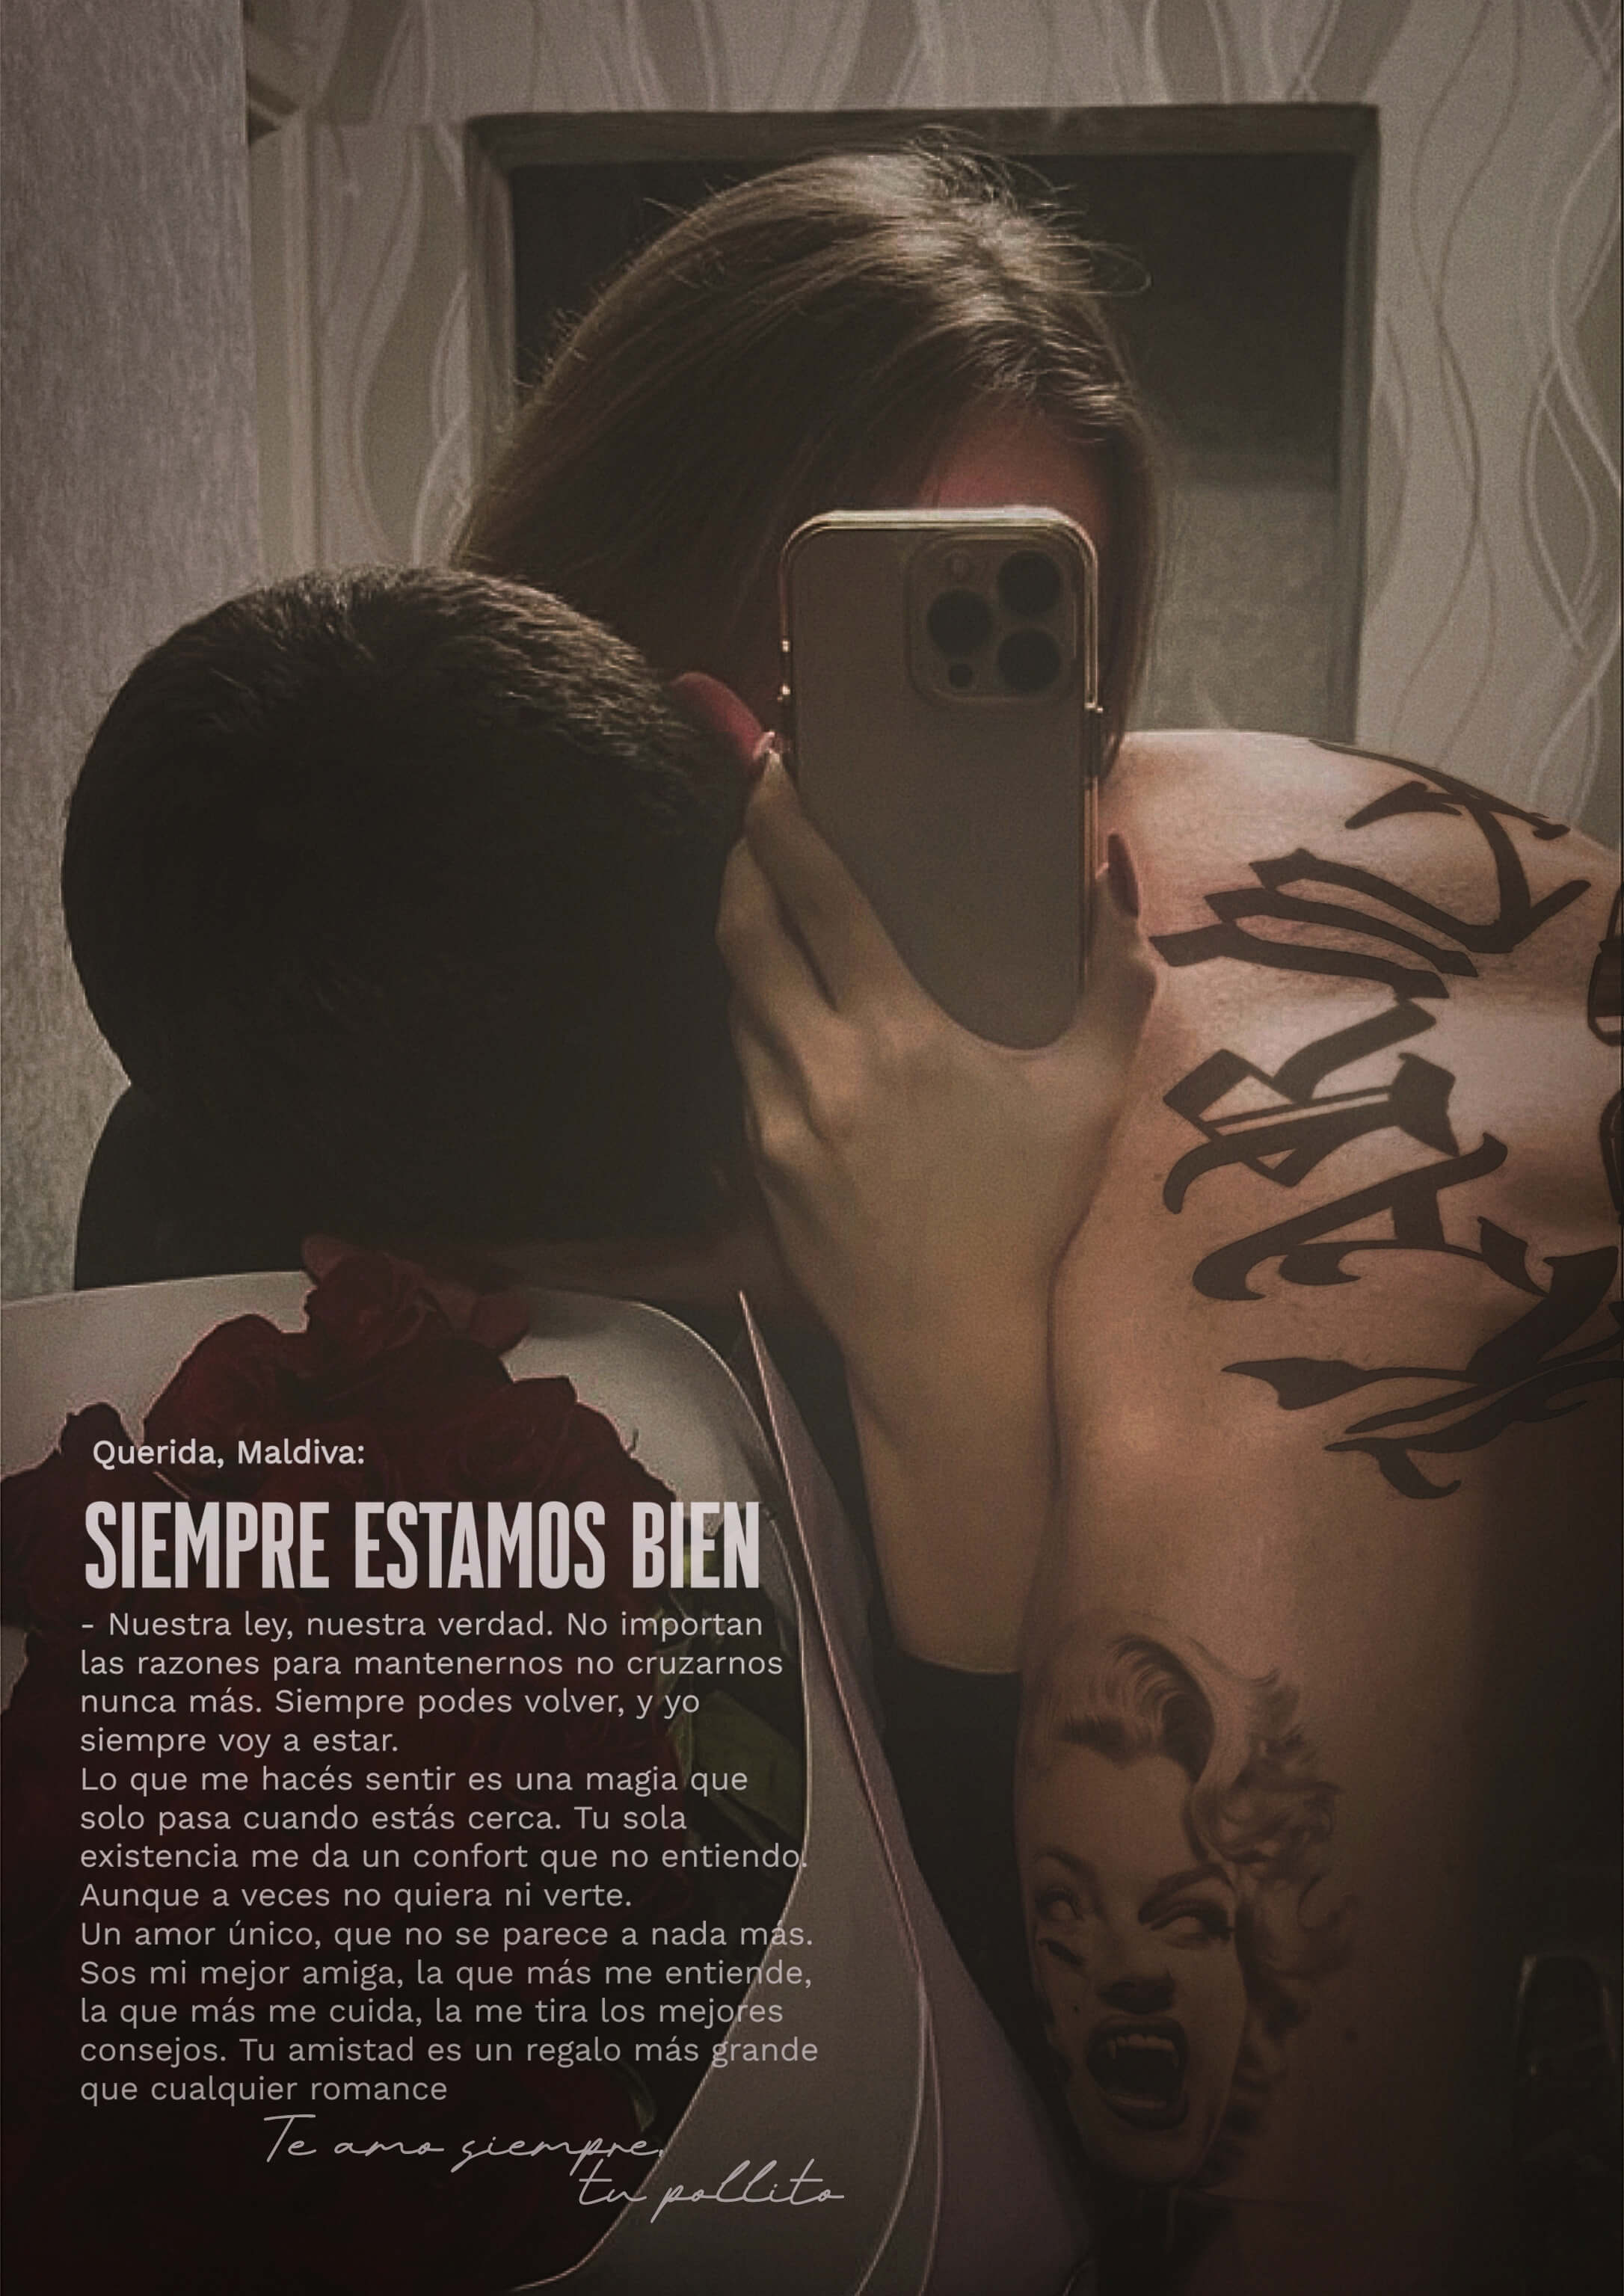 Querida, Maldiva:
SIEMPRE ESTAMOS BIEN
- Nuestra ley, nuestra verdad. No importan
las razones para mantenernos no cruzarnos
nunca más. Siempre podes volver, y yo
siempre voy a estar.
Lo que me hacés sentir es una magia que
solo pasa cuando estás cerca. Tu sola
existencia me da un confort que no entiendo.
Aunque a veces no quiera ni verte.
Un amor único, que no se parece a nada más.
Sos mi mejor amiga, la que más me entiende,
la que más me cuida, la me tira los mejores
consejos. Tu amistad es un regalo más grande
que cualquier romance
Te amo siempre,
tu pollito